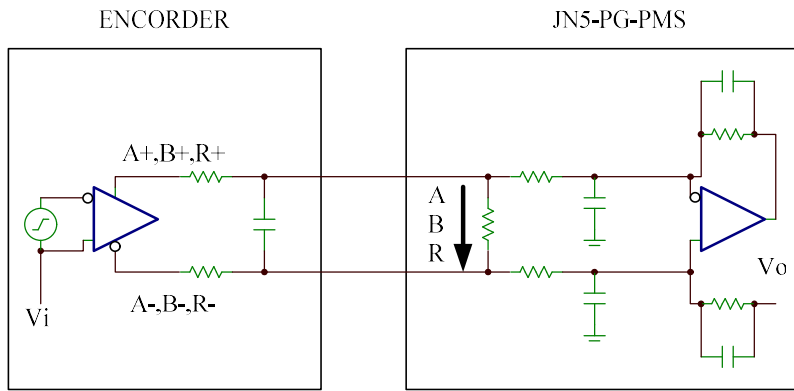 ENCORDER
JN5-PG-PMS
A+,B+,R+
A
B
R
A-,B-,R-
Vi
Vo